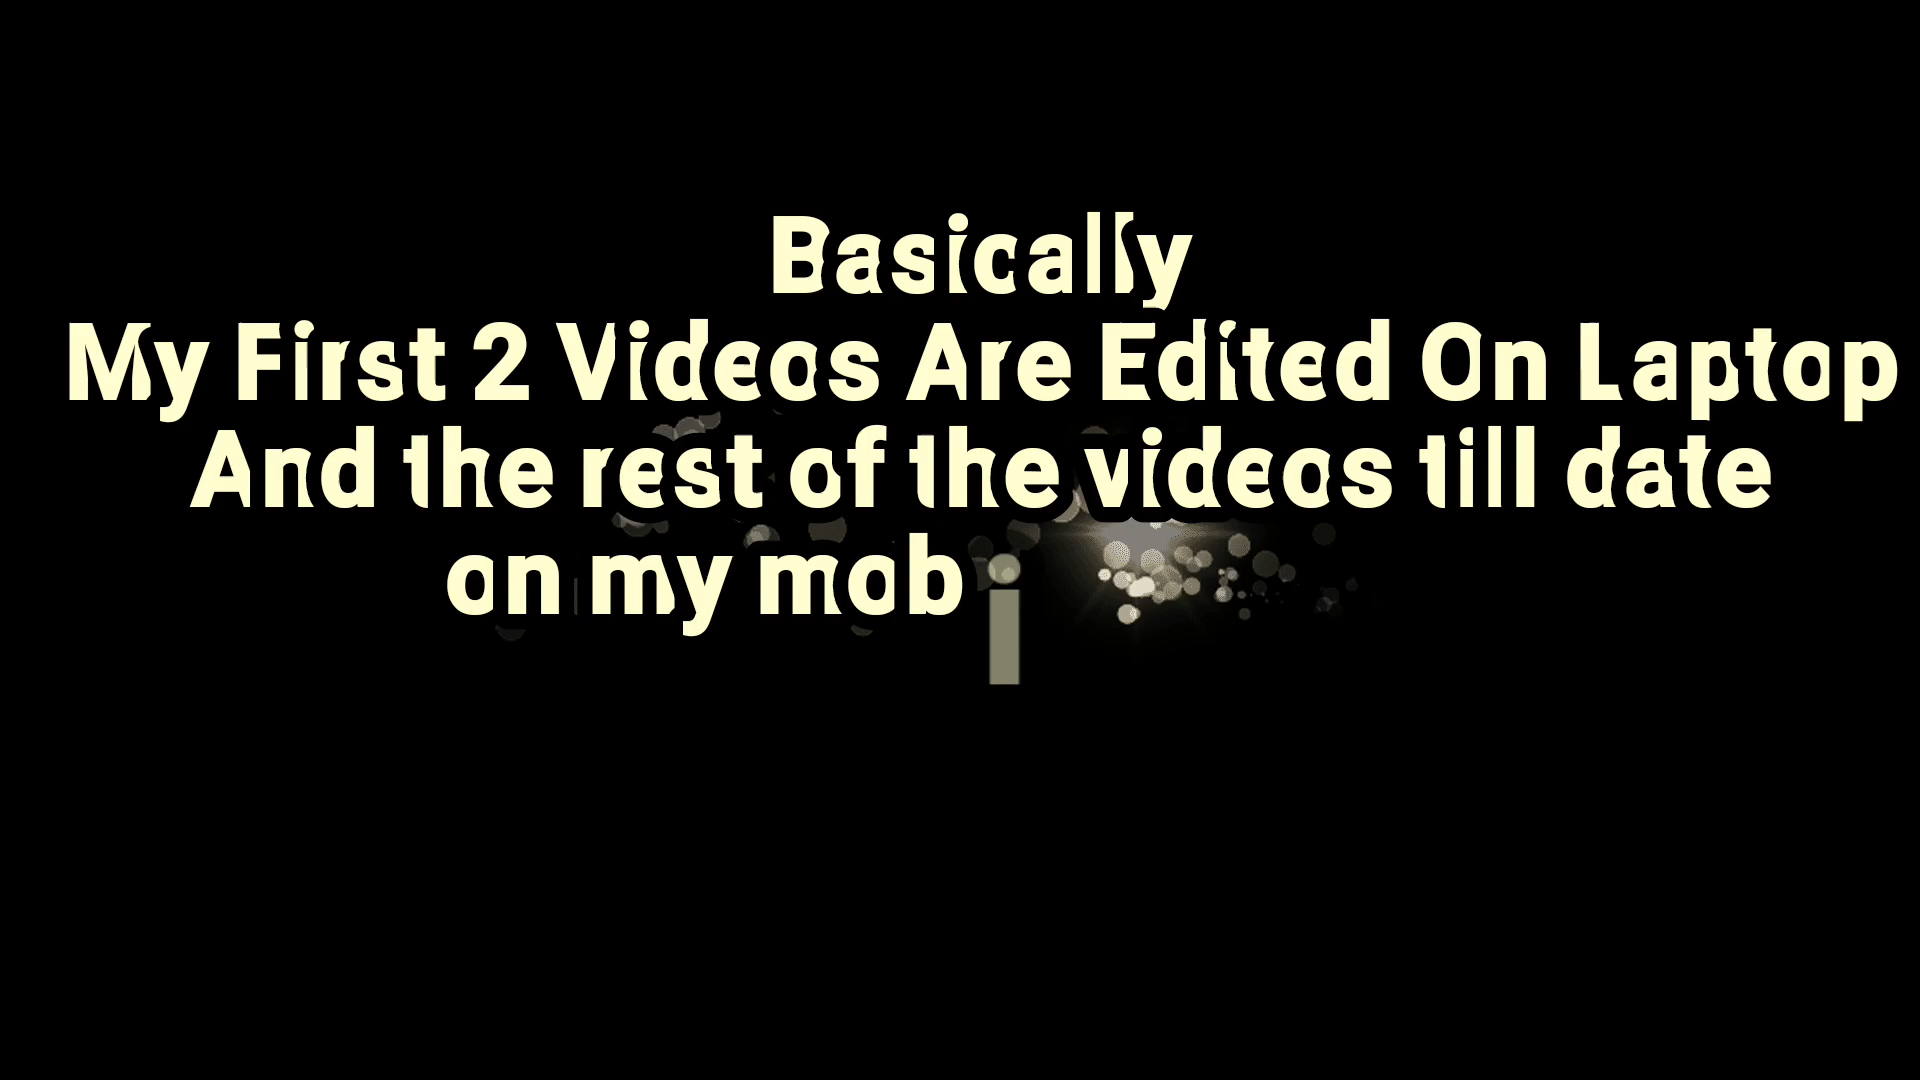 Basically
My First 2 Videos Are Edited On Laptop
And the rest of the videos till date
on my mobi